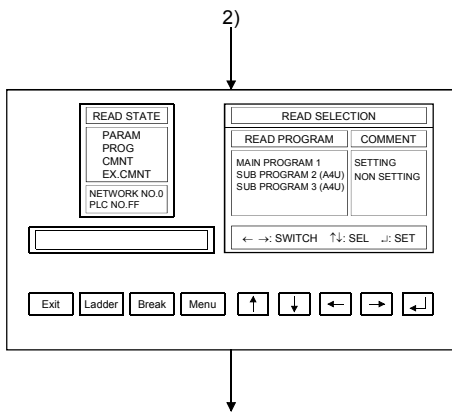 2)
READ STATE
PARAM
PROG
CMNT
EX.CMNT
NETWORK NO.0
PLC NO.FF
READ SELECTION
READ PROGRAM
COMMENT
MAIN PROGRAM 1
SUB PROGRAM 2 (A4U)
SUB PROGRAM 3 (A4U)
SETTING
NON SETTING
← →: SWITCH ↑↓: SEL ↵: SET
Exit Ladder Break Menu ↑ ↓ ← → ↵